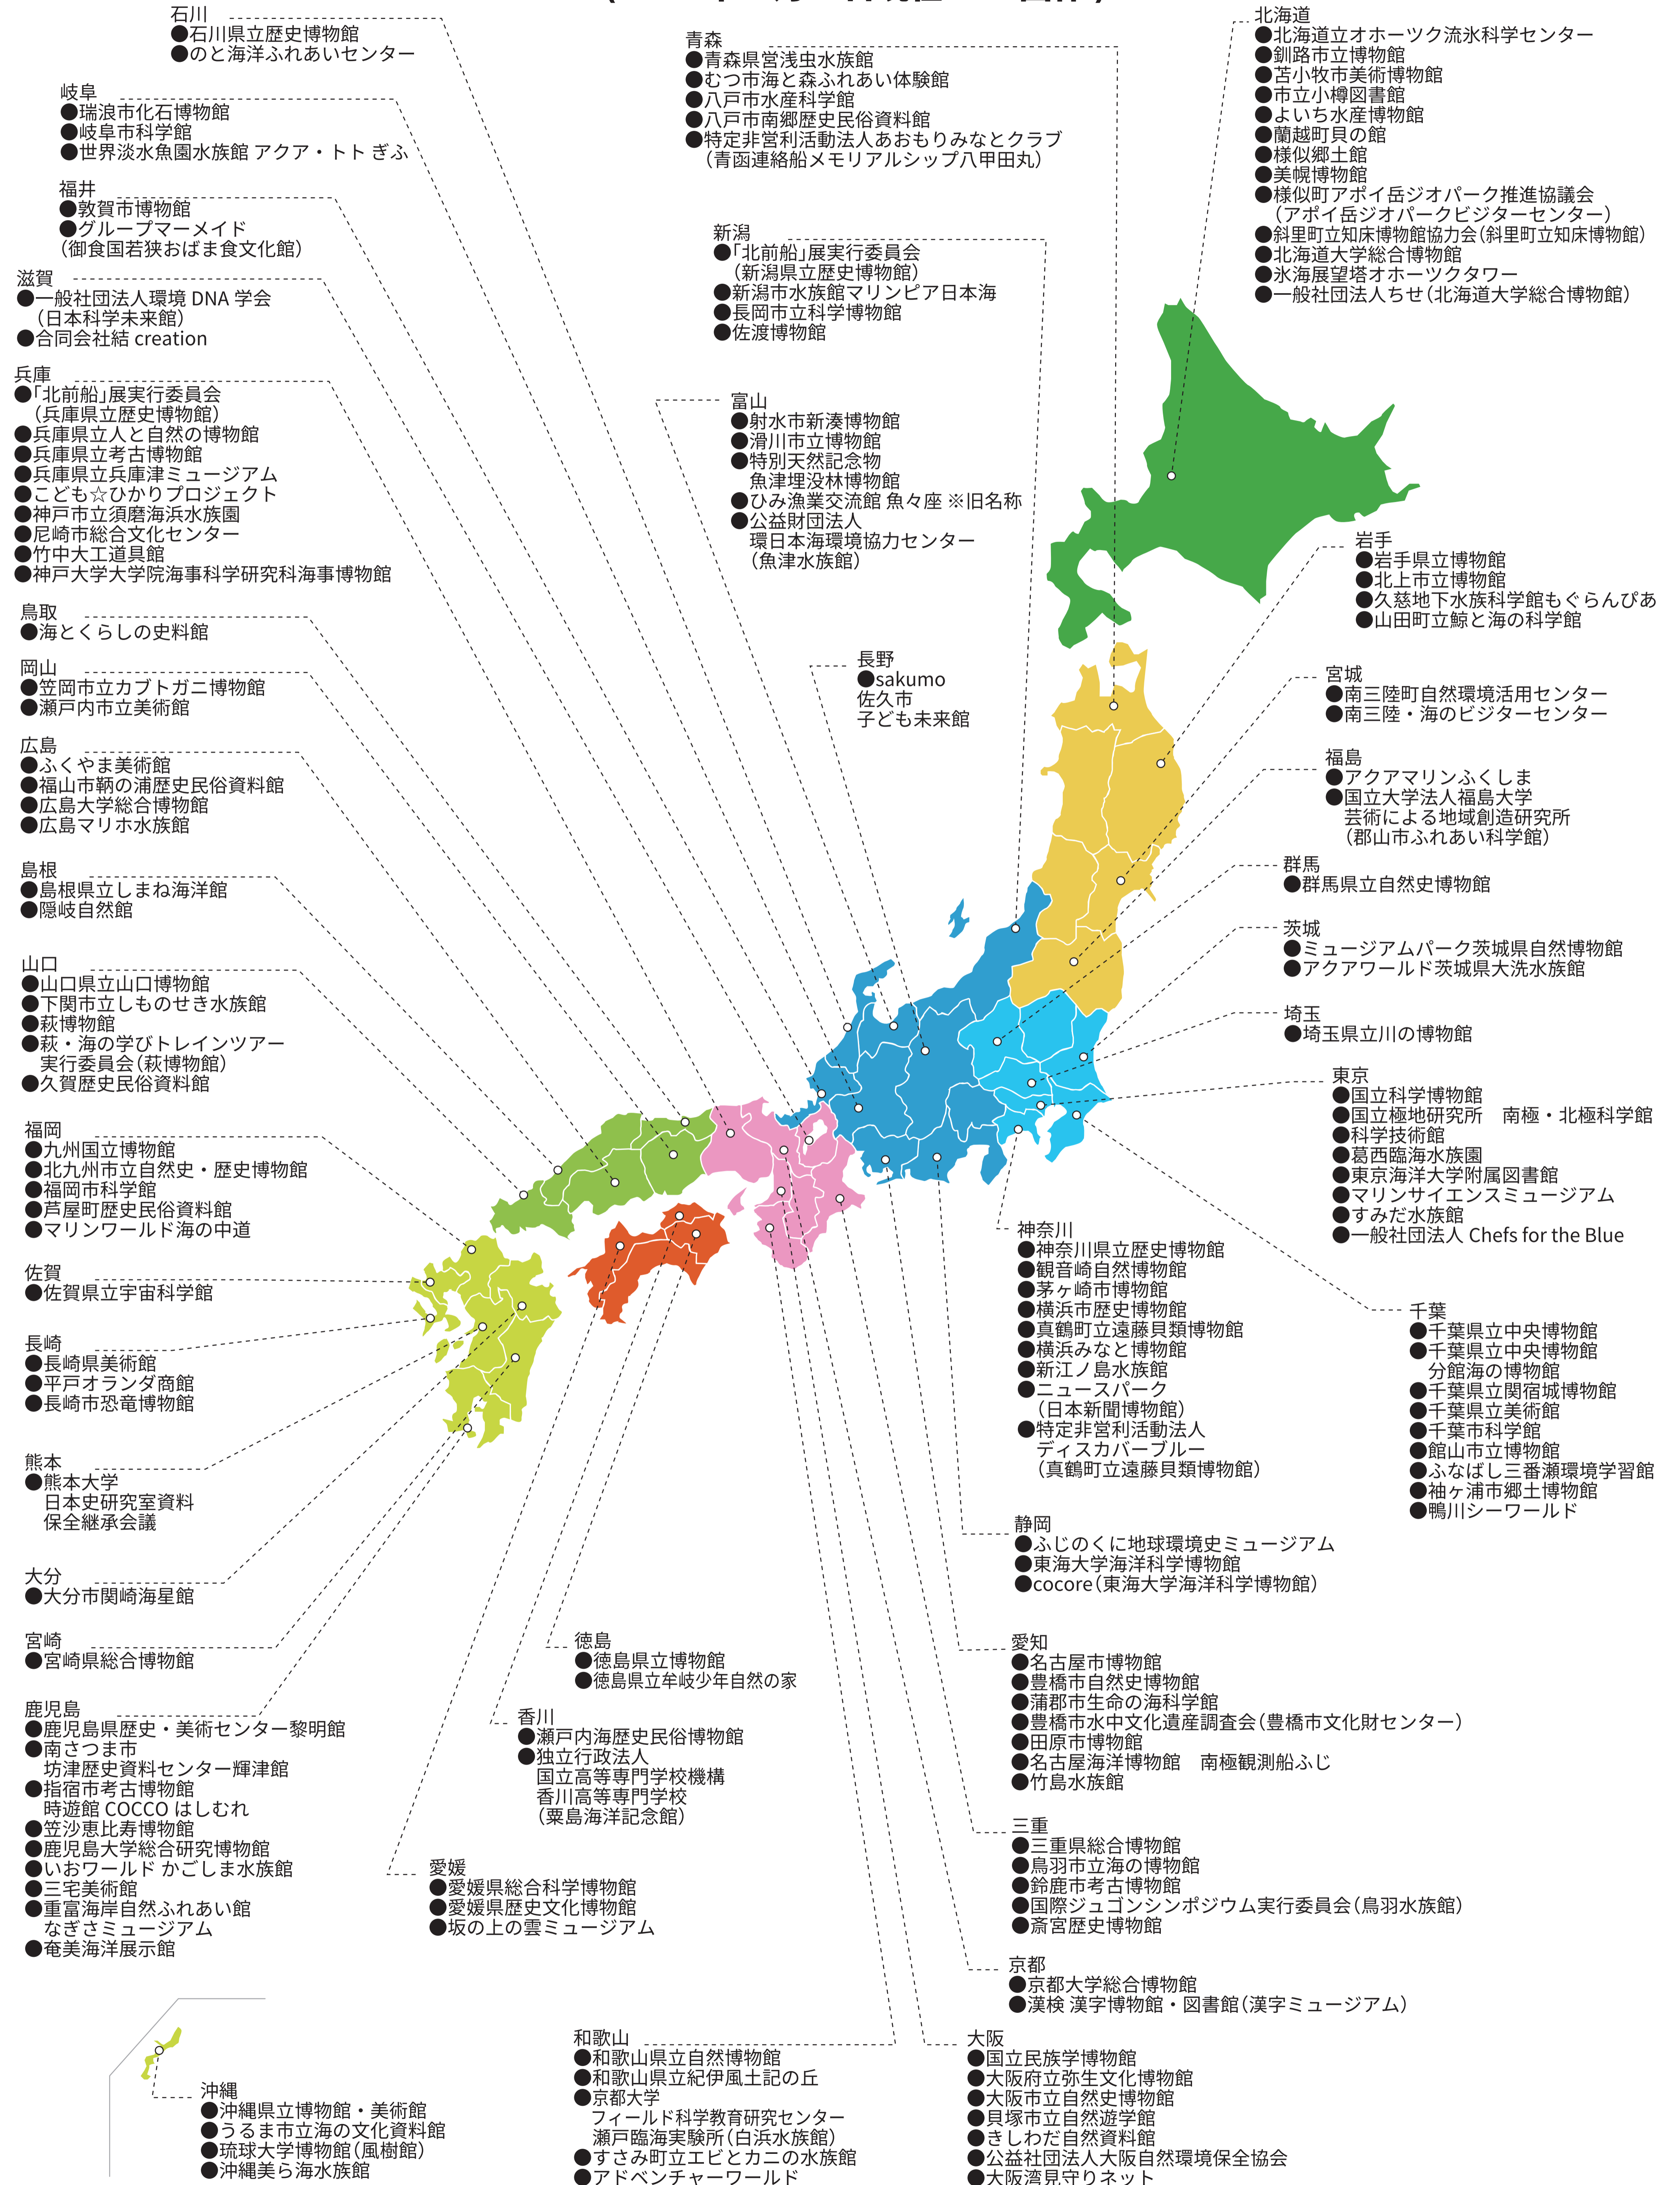 石川
●石川県立歴史博物館
●のと海洋ふれあいセンター
岐阜
●瑞浪市化石博物館
●岐阜市科学館
●世界淡水魚園水族館 アクア・トト ぎふ
福井
●敦賀市博物館
●グループマーメイド
(御食国若狭おばま食文化館)
滋賀
●一般社団法人環境 DNA 学会
(日本科学未来館)
●合同会社結 creation
兵庫
●「北前船」展実行委員会
(兵庫県立歴史博物館)
●兵庫県立人と自然の博物館
●兵庫県立考古博物館
●兵庫県立兵庫津ミュージアム
●こども☆ひかりプロジェクト
●神戸市立須磨海浜水族園
●尼崎市総合文化センター
●竹中大工道具館
●神戸大学大学院海事科学研究科海事博物館
鳥取
●海とくらしの史料館
岡山
●笠岡市立カブトガニ博物館
●瀬戸内市立美術館
広島
●ふくやま美術館
●福山市鞆の浦歴史民俗資料館
●広島大学総合博物館
●広島マリホ水族館
島根
●島根県立しまね海洋館
●隠岐自然館
山口
●山口県立山口博物館
●下関市立しものせき水族館
●萩博物館
●萩・海の学びトレインツアー
実行委員会(萩博物館)
●久賀歴史民俗資料館
福岡
●九州国立博物館
●北九州市立自然史・歴史博物館
●福岡市科学館
●芦屋町歴史民俗資料館
●マリンワールド海の中道
佐賀
●佐賀県立宇宙科学館
長崎
●長崎県美術館
●平戸オランダ商館
●長崎市恐竜博物館
熊本
●熊本大学
日本史研究室資料
保全継承会議
大分
●大分市関崎海星館
宮崎
●宮崎県総合博物館
鹿児島
●鹿児島県歴史・美術センター黎明館
●南さつま市
坊津歴史資料センター輝津館
●指宿市考古博物館
時遊館 COCCO はしむれ
●笠沙恵比寿博物館
●鹿児島大学総合研究博物館
●いおワールド かごしま水族館
●三宅美術館
●重富海岸自然ふれあい館
なぎさミュージアム
●奄美海洋展示館
沖縄
●沖縄県立博物館・美術館
●うるま市立海の文化資料館
●琉球大学博物館(風樹館)
●沖縄美ら海水族館
青森
●青森県営浅虫水族館
●むつ市海と森ふれあい体験館
●八戸市水産科学館
●八戸市南郷歴史民俗資料館
●特定非営利活動法人あおもりみなとクラブ
(青函連絡船メモリアルシップ八甲田丸)
新潟
●「北前船」展実行委員会
(新潟県立歴史博物館)
●新潟市水族館マリンピア日本海
●長岡市立科学博物館
●佐渡博物館
富山
●射水市新湊博物館
●滑川市立博物館
●特別天然記念物
魚津埋没林博物館
●ひみ漁業交流館 魚々座 ※旧名称
●公益財団法人
環日本海環境協力センター
(魚津水族館)
長野
●sakumo
佐久市
子ども未来館
北海道
●北海道立オホーツク流氷科学センター
●釧路市立博物館
●苫小牧市美術博物館
●市立小樽図書館
●よいち水産博物館
●蘭越町貝の館
●様似郷土館
●美幌博物館
●様似町アポイ岳ジオパーク推進協議会
(アポイ岳ジオパークビジターセンター)
●斜里町立知床博物館協力会(斜里町立知床博物館)
●北海道大学総合博物館
●氷海展望塔オホーツクタワー
●一般社団法人ちせ(北海道大学総合博物館)
岩手
●岩手県立博物館
●北上市立博物館
●久慈地下水族科学館もぐらんぴあ
●山田町立鯨と海の科学館
宮城
●南三陸町自然環境活用センター
●南三陸・海のビジターセンター
福島
●アクアマリンふくしま
●国立大学法人福島大学
芸術による地域創造研究所
(郡山市ふれあい科学館)
群馬
●群馬県立自然史博物館
茨城
●ミュージアムパーク茨城県自然博物館
●アクアワールド茨城県大洗水族館
埼玉
●埼玉県立川の博物館
東京
●国立科学博物館
●国立極地研究所　南極・北極科学館
●科学技術館
●葛西臨海水族園
●東京海洋大学附属図書館
●マリンサイエンスミュージアム
●すみだ水族館
●一般社団法人 Chefs for the Blue
神奈川
●神奈川県立歴史博物館
●観音崎自然博物館
●茅ヶ崎市博物館
●横浜市歴史博物館
●真鶴町立遠藤貝類博物館
●横浜みなと博物館
●新江ノ島水族館
●ニュースパーク
(日本新聞博物館)
●特定非営利活動法人
ディスカバーブルー
(真鶴町立遠藤貝類博物館)
千葉
●千葉県立中央博物館
●千葉県立中央博物館
分館海の博物館
●千葉県立関宿城博物館
●千葉県立美術館
●千葉市科学館
●館山市立博物館
●ふなばし三番瀬環境学習館
●袖ヶ浦市郷土博物館
●鴨川シーワールド
静岡
●ふじのくに地球環境史ミュージアム
●東海大学海洋科学博物館
●cocore(東海大学海洋科学博物館)
愛知
●名古屋市博物館
●豊橋市自然史博物館
●蒲郡市生命の海科学館
●豊橋市水中文化遺産調査会(豊橋市文化財センター)
●田原市博物館
●名古屋海洋博物館　南極観測船ふじ
●竹島水族館
三重
●三重県総合博物館
●鳥羽市立海の博物館
●鈴鹿市考古博物館
●国際ジュゴンシンポジウム実行委員会(鳥羽水族館)
●斎宮歴史博物館
京都
●京都大学総合博物館
●漢検 漢字博物館・図書館(漢字ミュージアム)
徳島
●徳島県立博物館
●徳島県立牟岐少年自然の家
香川
●瀬戸内海歴史民俗博物館
●独立行政法人
国立高等専門学校機構
香川高等専門学校
(粟島海洋記念館)
愛媛
●愛媛県総合科学博物館
●愛媛県歴史文化博物館
●坂の上の雲ミュージアム
和歌山
●和歌山県立自然博物館
●和歌山県立紀伊風土記の丘
●京都大学
フィールド科学教育研究センター
瀬戸臨海実験所(白浜水族館)
●すさみ町立エビとカニの水族館
●アドベンチャーワールド
大阪
●国立民族学博物館
●大阪府立弥生文化博物館
●大阪市立自然史博物館
●貝塚市立自然遊学館
●きしわだ自然資料館
●公益社団法人大阪自然環境保全協会
●大阪湾見守りネット